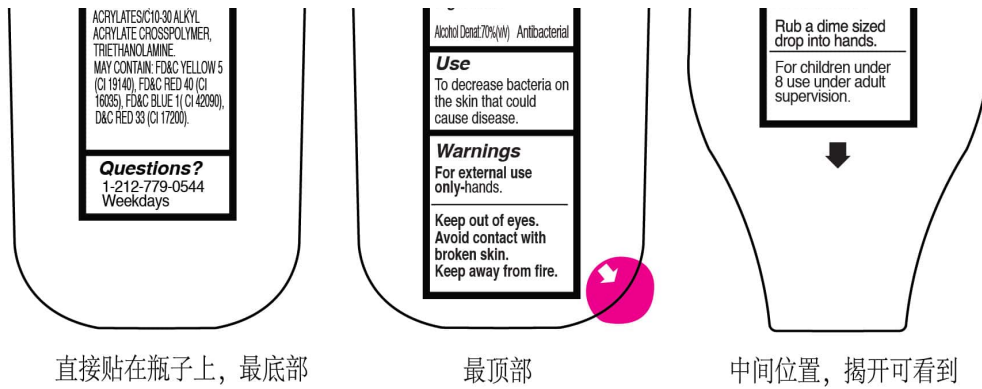 ACRYLATES/C10-30 ALKYL
ACRYLATE CROSSPOLYMER,
TRIETHANOLAMINE.
MAY CONTAIN: FD&C YELLOW 5
(CI 19140), FD&C RED 40 (CI
16035), FD&C BLUE 1( CI 42090),
D&C RED 33 (CI 17200).
Questions?
1-212-779-0544
Weekdays
直接贴在瓶子上，最底部
Alcohol Denat:70%(v/v) Antibacterial
Use
To decrease bacteria on
the skin that could
cause disease.
Warnings
For external use
only-hands.
Keep out of eyes.
Avoid contact with
broken skin.
Keep away from fire.
最顶部
Rub a dime sized
drop into hands.
For children under
8 use under adult
supervision.
中间位置，揭开可看到